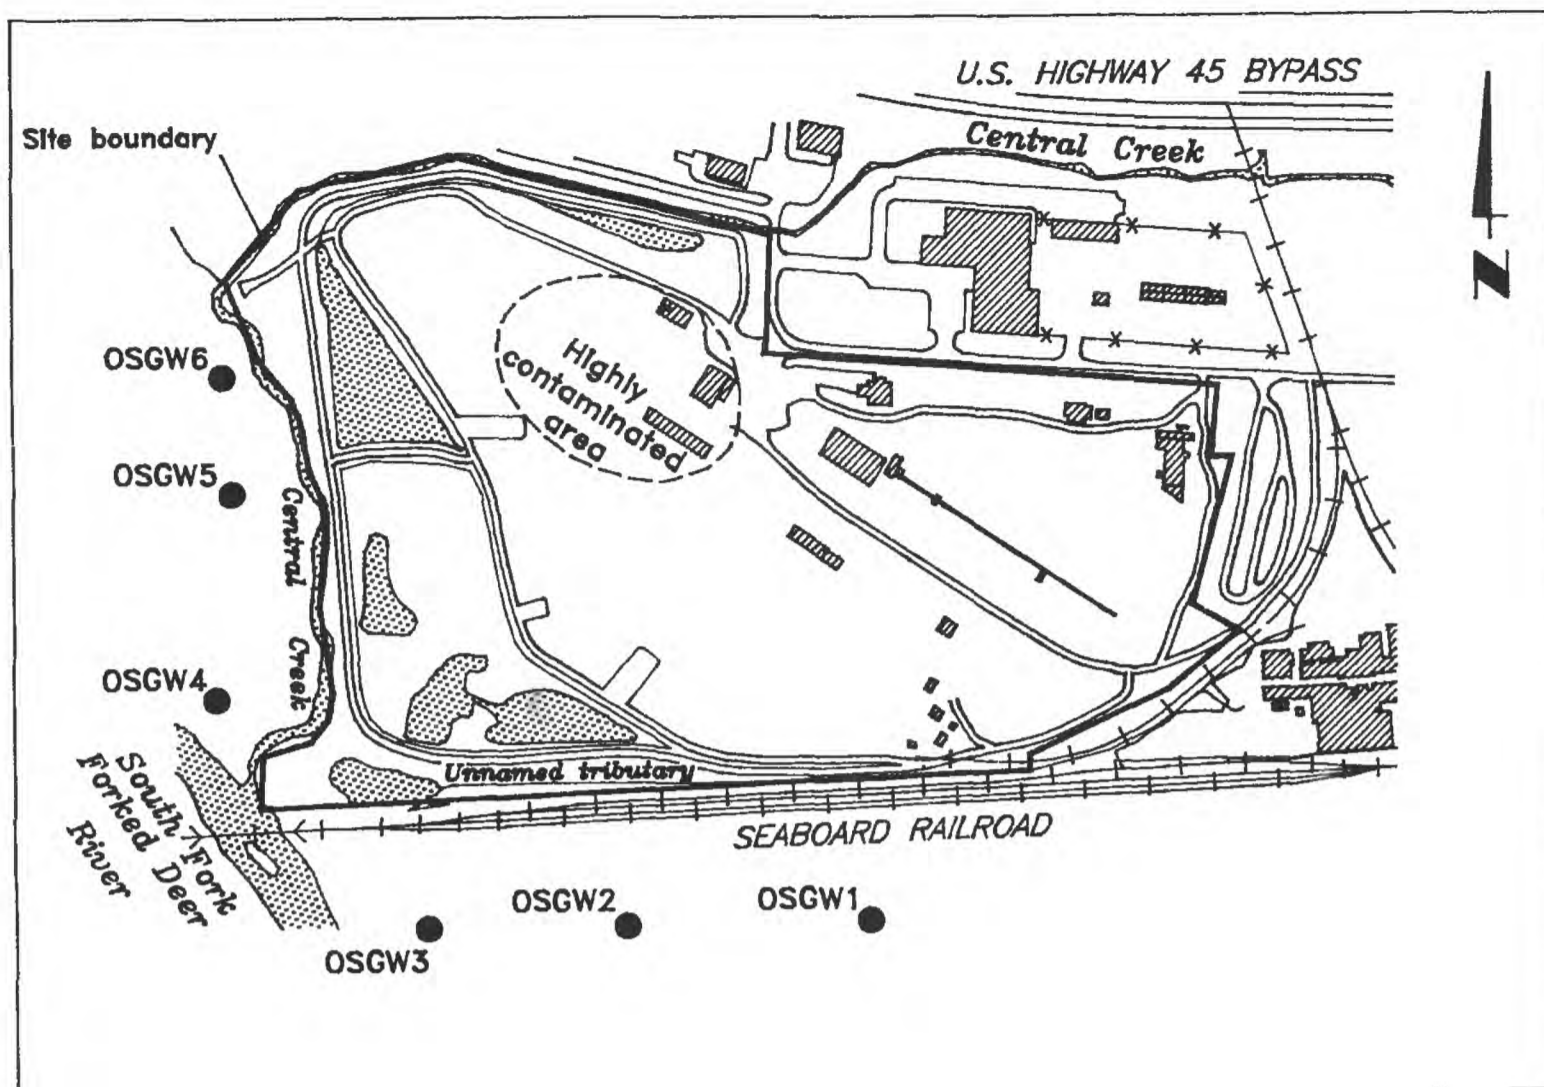 U.S. HIGHWAY 45 BYPASS
Site boundary
Central Creek
N
OSGW6
Highly
contaminated
area
OSGW5
Central
Creek
OSGW4
South Fork
Forked Deer
River
Unnamed tributary
SEABOARD RAILROAD
OSGW1
OSGW2
OSGW3